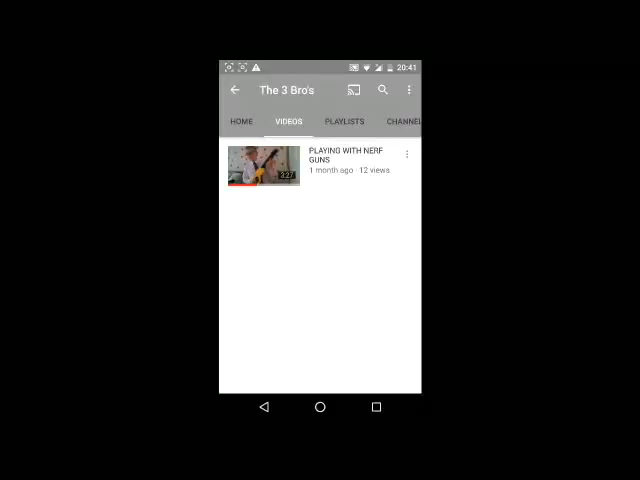 20:41
The 3 Bro's
HOME VIDEOS PLAYLISTS CHANNEL
PLAYING WITH NERF
GUNS
1 month ago · 12 views
3:27